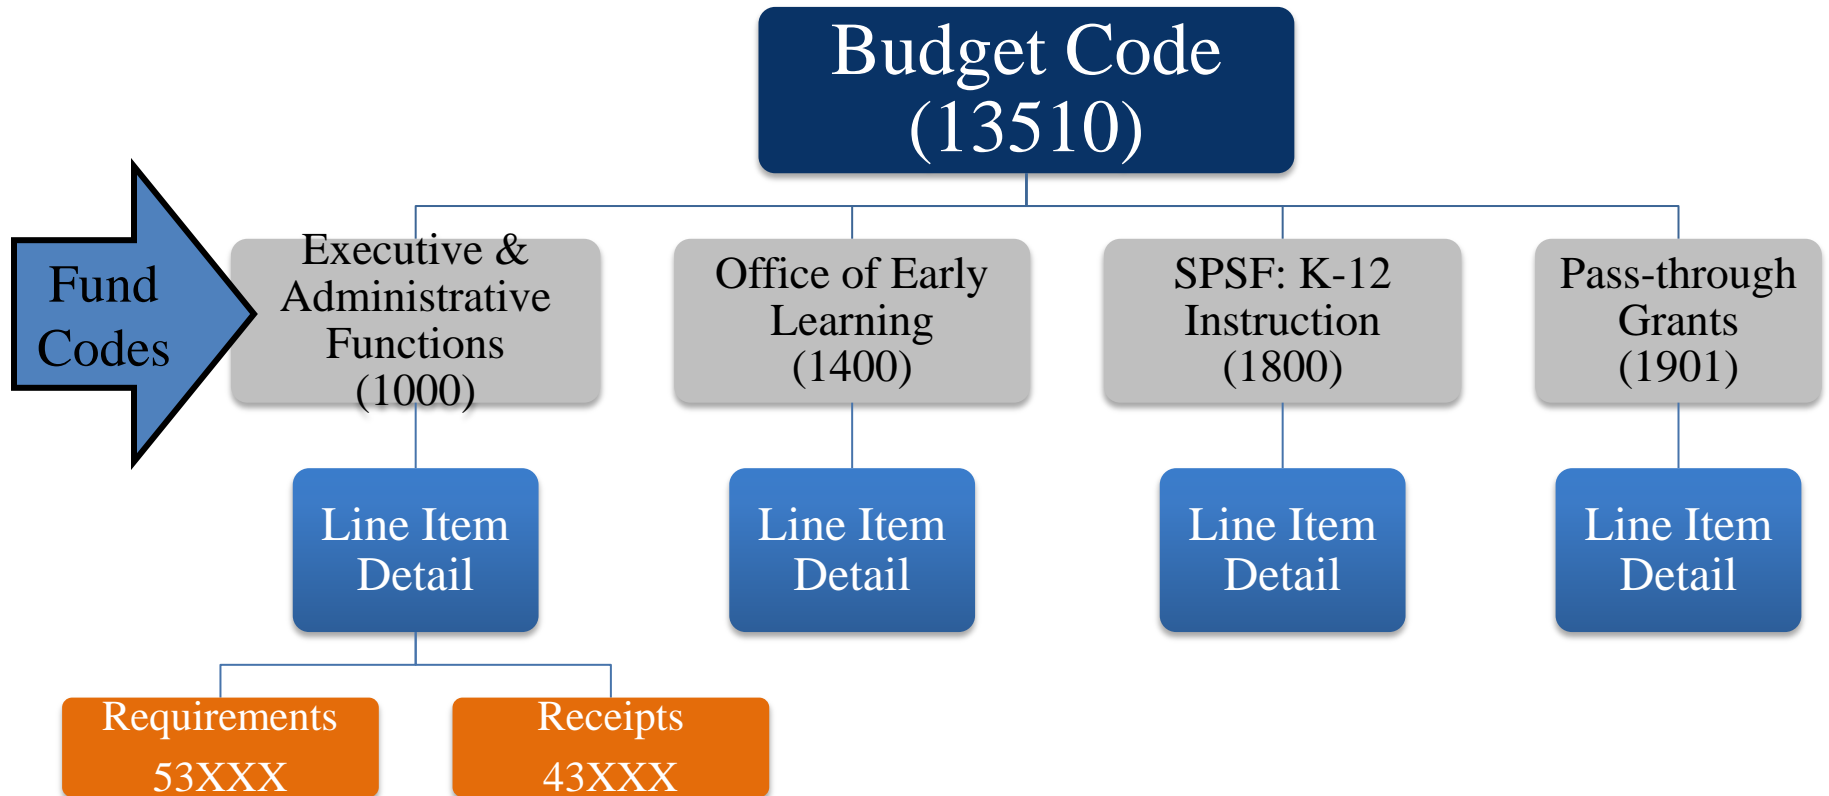 Budget Code
(13510)
Fund
Codes
Executive &
Administrative
Functions
(1000)
Office of Early
Learning
(1400)
SPSF: K-12
Instruction
(1800)
Pass-through
Grants
(1901)
Line Item
Detail
Line Item
Detail
Line Item
Detail
Line Item
Detail
Requirements
53XXX
Receipts
43XXX